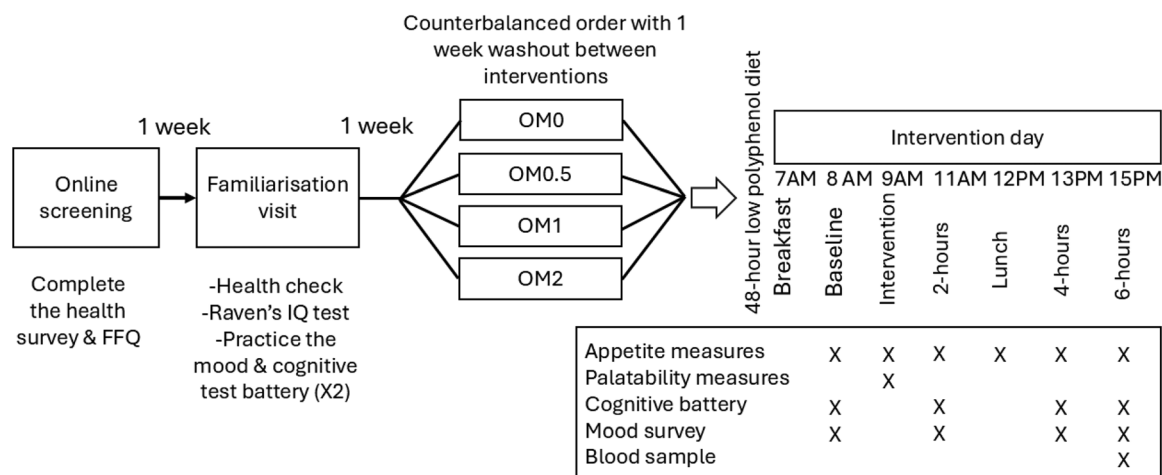 Counterbalanced order with 1
week washout between
interventions
1 week
1 week
Online
screening
Familiarisation
visit
OM0
OM0.5
OM1
OM2
Complete
the health
survey & FFQ
-Health check
-Raven's IQ test
-Practice the
mood & cognitive
test battery (X2)
48-hour low polyphenol diet
Intervention day
7AM 8 AM 9AM 11AM 12PM 13PM 15PM
Breakfast
Baseline
Intervention
2-hours
Lunch
4-hours
6-hours
Appetite measures X X X X X X
Palatability measures X
Cognitive battery X X X X
Mood survey X X X X
Blood sample X